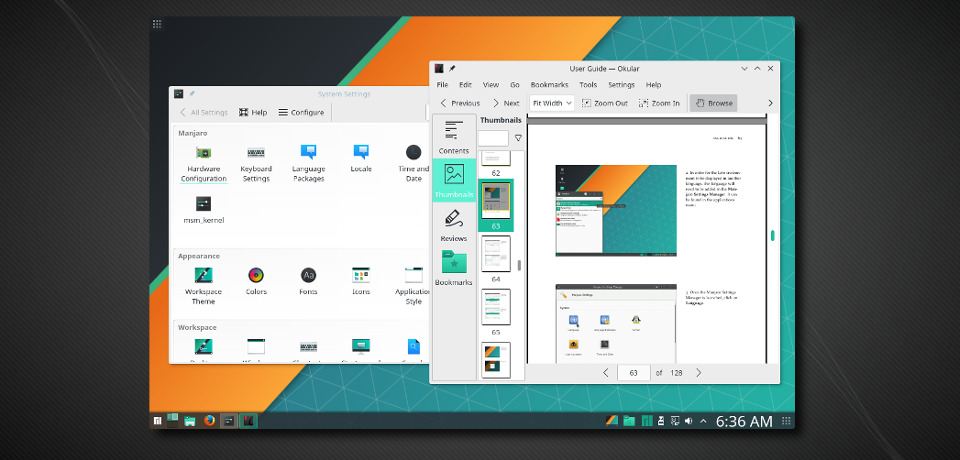 System Settings
All Settings
Help
Configure
Manjaro
Hardware Configuration
Keyboard Settings
Language Packages
Locale
Time and Date
msm_kernel
Appearance
Workspace Theme
Colors
Fonts
Icons
Application Style
Workspace
User Guide — Okular
File Edit View Go Bookmarks Tools Settings Help
Previous Next Fit Width Zoom Out Zoom In Browse
Contents
Thumbnails
Reviews
Bookmarks
Thumbnails
62
63
64
65
63 of 128
6:36 AM